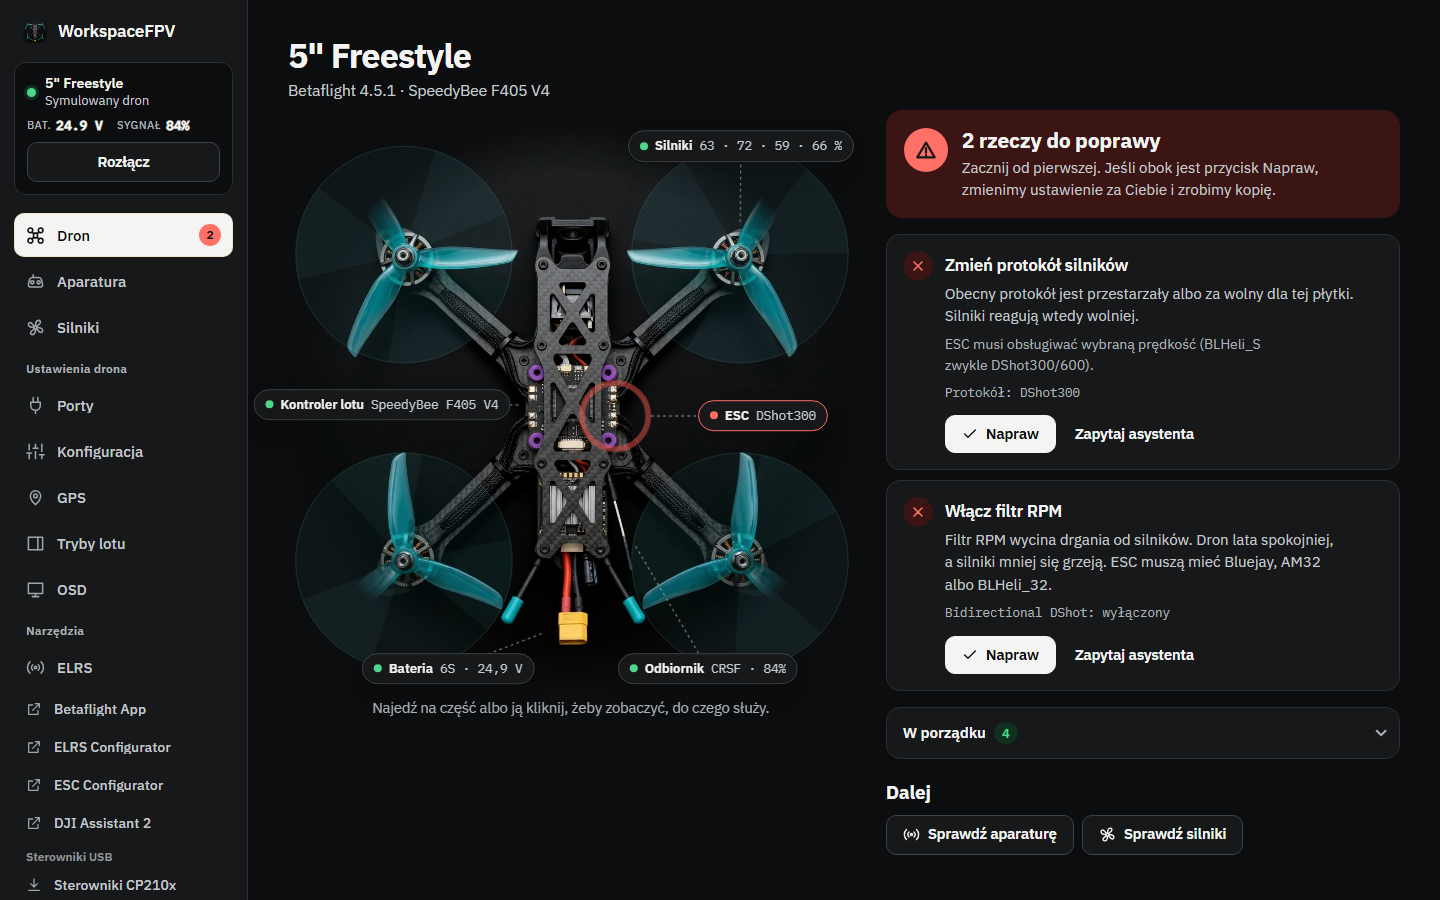 WorkspaceFPV
5" Freestyle
Symulowany dron
BAT. 24.9 V SYGNAŁ 84%
Rozłącz
Dron 2
Aparatura
Silniki
Ustawienia drona
Porty
Konfiguracja
GPS
Tryby lotu
OSD
Narzędzia
ELRS
Betaflight App
ELRS Configurator
ESC Configurator
DJI Assistant 2
Sterowniki USB
Sterowniki CP210x
5" Freestyle
Betaflight 4.5.1 · SpeedyBee F405 V4
Silniki 63 · 72 · 59 · 66 %
Kontroler lotu SpeedyBee F405 V4
ESC DShot300
Bateria 6S · 24,9 V
Odbiornik CRSF · 84%
Najedź na część albo ją kliknij, żeby zobaczyć, do czego służy.
2 rzeczy do poprawy
Zacznij od pierwszej. Jeśli obok jest przycisk Napraw,
zmienimy ustawienie za Ciebie i zrobimy kopię.
Zmień protokół silników
Obecny protokół jest przestarzały albo za wolny dla tej płytki.
Silniki reagują wtedy wolniej.
ESC musi obsługiwać wybraną prędkość (BLHeli_S
zwykle DShot300/600).
Protokół: DShot300
Napraw
Zapytaj asystenta
Włącz filtr RPM
Filtr RPM wycina drgania od silników. Dron lata spokojniej,
a silniki mniej się grzeją. ESC muszą mieć Bluejay, AM32
albo BLHeli_32.
Bidirectional DShot: wyłączony
Napraw
Zapytaj asystenta
W porządku 4
Dalej
Sprawdź aparaturę
Sprawdź silniki